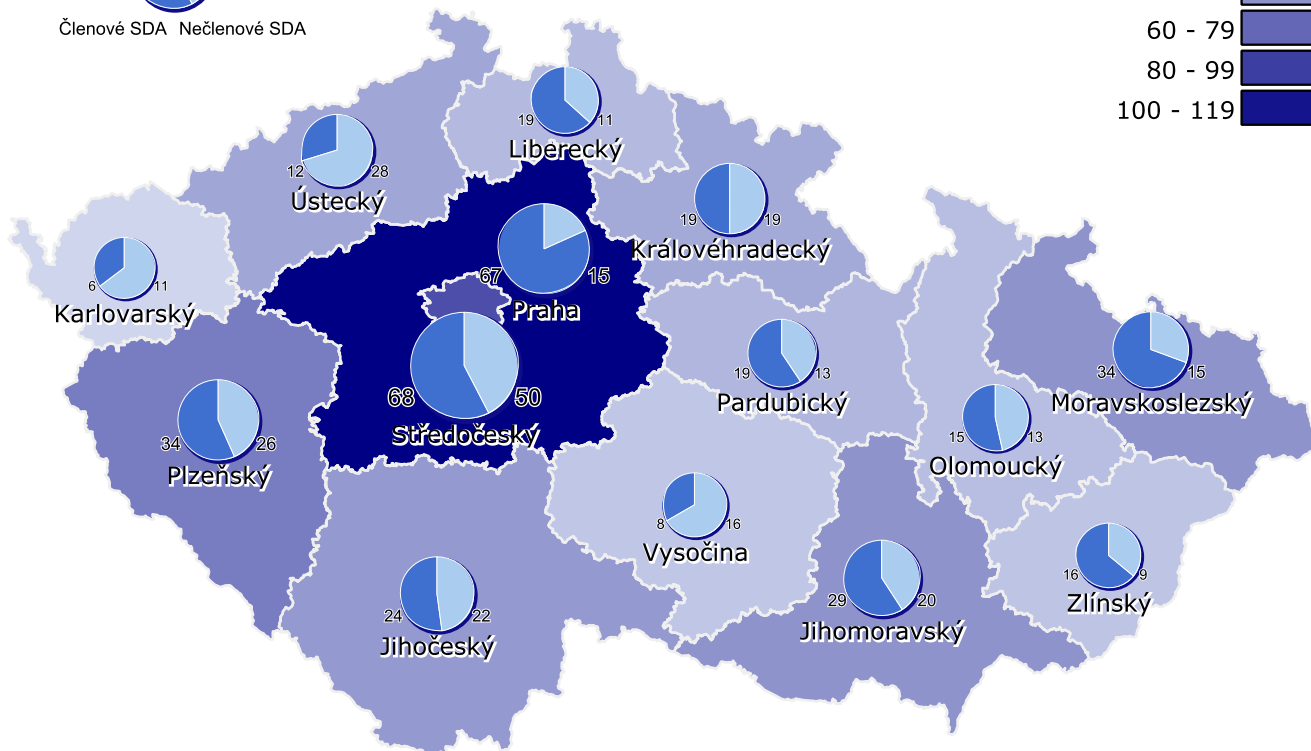 Členové SDA Nečlenové SDA
60 - 79
80 - 99
100 - 119
19 11
Liberecký
12 28
Ústecký
19 19
Královéhradecký
67 15
Praha
6 11
Karlovarský
68 50
Středočeský
19 13
Pardubický
34 15
Moravskoslezský
34 26
Plzeňský
15 13
Olomoucký
8 16
Vysočina
16 9
Zlínský
29 20
Jihomoravský
24 22
Jihočeský